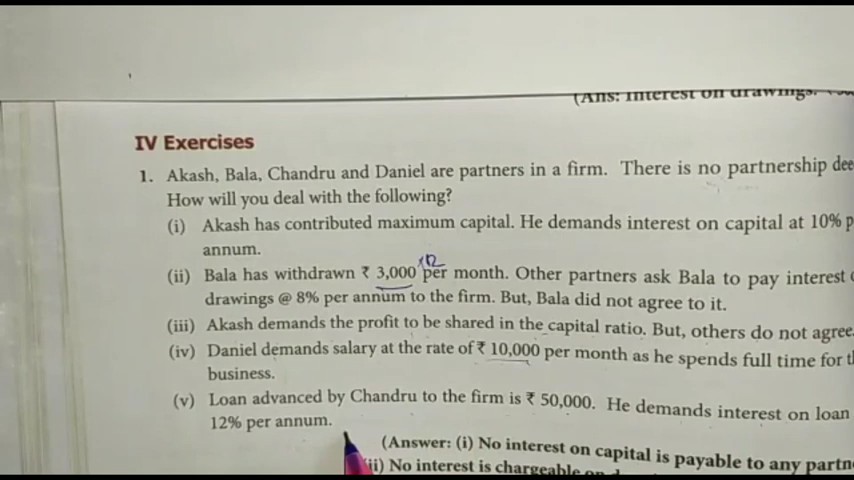 (Ans: Interest on drawings:
IV Exercises
1. Akash, Bala, Chandru and Daniel are partners in a firm. There is no partnership dee
How will you deal with the following?
(i) Akash has contributed maximum capital. He demands interest on capital at 10% p
annum.
×12
(ii) Bala has withdrawn ₹ 3,000 per month. Other partners ask Bala to pay interest o
drawings @ 8% per annum to the firm. But, Bala did not agree to it.
(iii) Akash demands the profit to be shared in the capital ratio. But, others do not agree.
(iv) Daniel demands salary at the rate of ₹ 10,000 per month as he spends full time for th
business.
(v) Loan advanced by Chandru to the firm is ₹ 50,000. He demands interest on loan
12% per annum.
(Answer: (i) No interest on capital is payable to any partn
ii) No interest is chargeable on